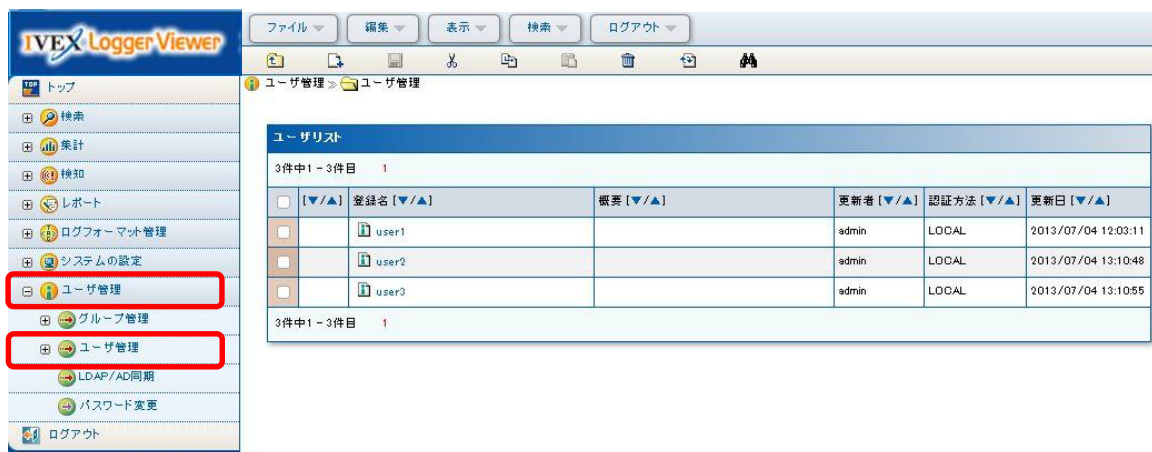 IVEX Logger Viewer
ファイル 編集 表示 検索 ログアウト
TOP トップ
検索
集計
検知
レポート
ログフォーマット管理
システムの設定
ユーザ管理
グループ管理
ユーザ管理
LDAP/AD同期
パスワード変更
ログアウト
ユーザ管理 » ユーザ管理
ユーザリスト
3件中1-3件目 1
[▼/▲] 登録名 [▼/▲] 概要 [▼/▲] 更新者 [▼/▲] 認証方法 [▼/▲] 更新日 [▼/▲]
user1 admin LOCAL 2013/07/04 12:03:11
user2 admin LOCAL 2013/07/04 13:10:48
user3 admin LOCAL 2013/07/04 13:10:55
3件中1-3件目 1